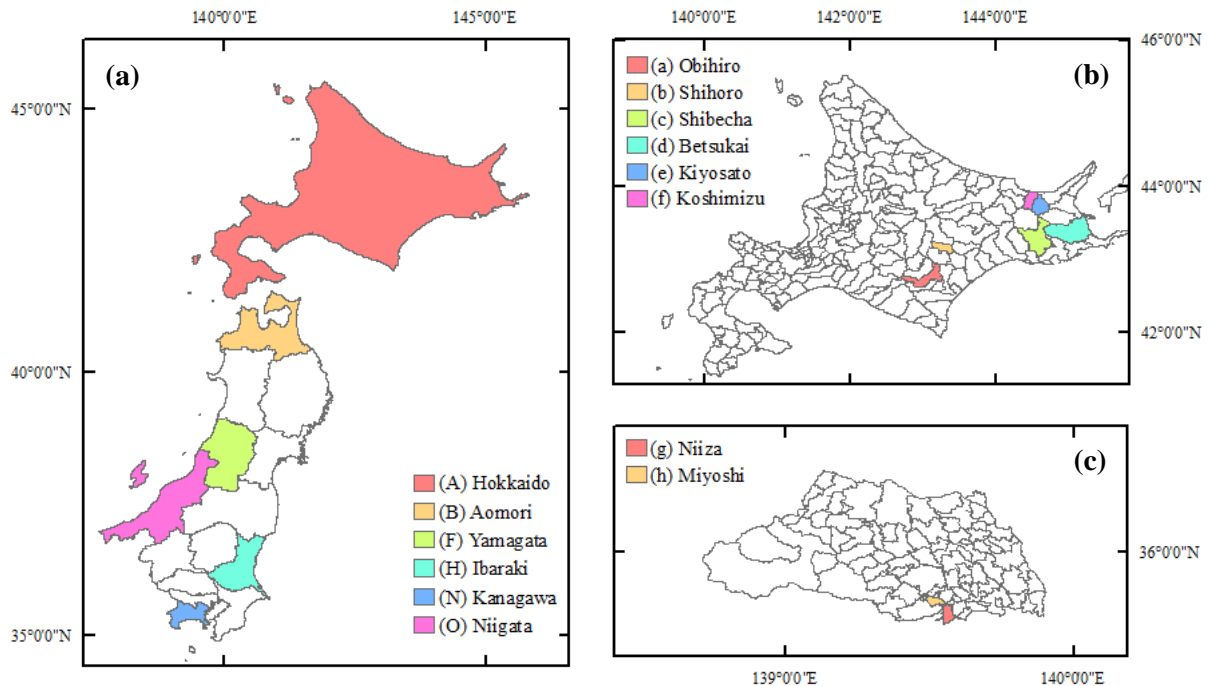 140°0'0"E
145°0'0"E
(a)
45°0'0"N
40°0'0"N
35°0'0"N
(A) Hokkaido
(B) Aomori
(F) Yamagata
(H) Ibaraki
(N) Kanagawa
(O) Niigata
140°0'0"E
142°0'0"E
144°0'0"E
46°0'0"N
(b)
(a) Obihiro
(b) Shihoro
(c) Shibecha
(d) Betsukai
(e) Kiyosato
(f) Koshimizu
44°0'0"N
42°0'0"N
(g) Niiza
(h) Miyoshi
(c)
36°0'0"N
139°0'0"E
140°0'0"E